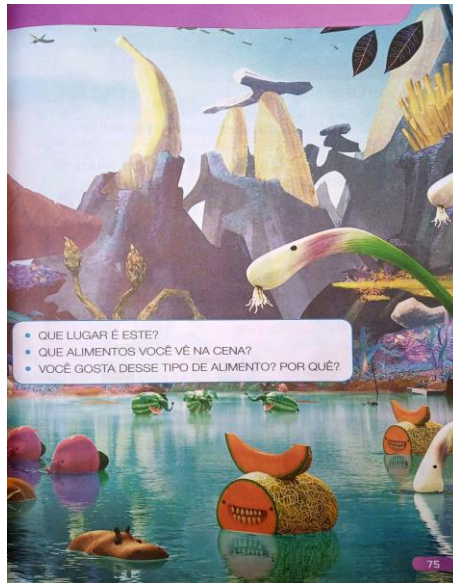 • QUE LUGAR É ESTE?
• QUE ALIMENTOS VOCÊ VÊ NA CENA?
• VOCÊ GOSTA DESSE TIPO DE ALIMENTO? POR QUÊ?
75